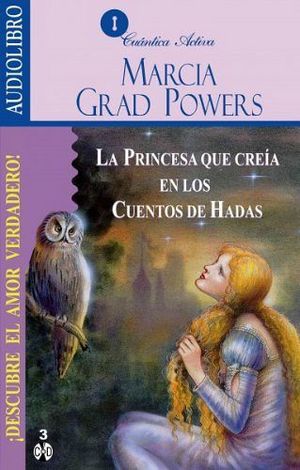 AUDIOLIBRO
¡DESCUBRE EL AMOR VERDADERO!
Cuántica Activa
MARCIA
GRAD POWERS
LA PRINCESA QUE CREÍA
EN LOS
CUENTOS DE HADAS
3
CD